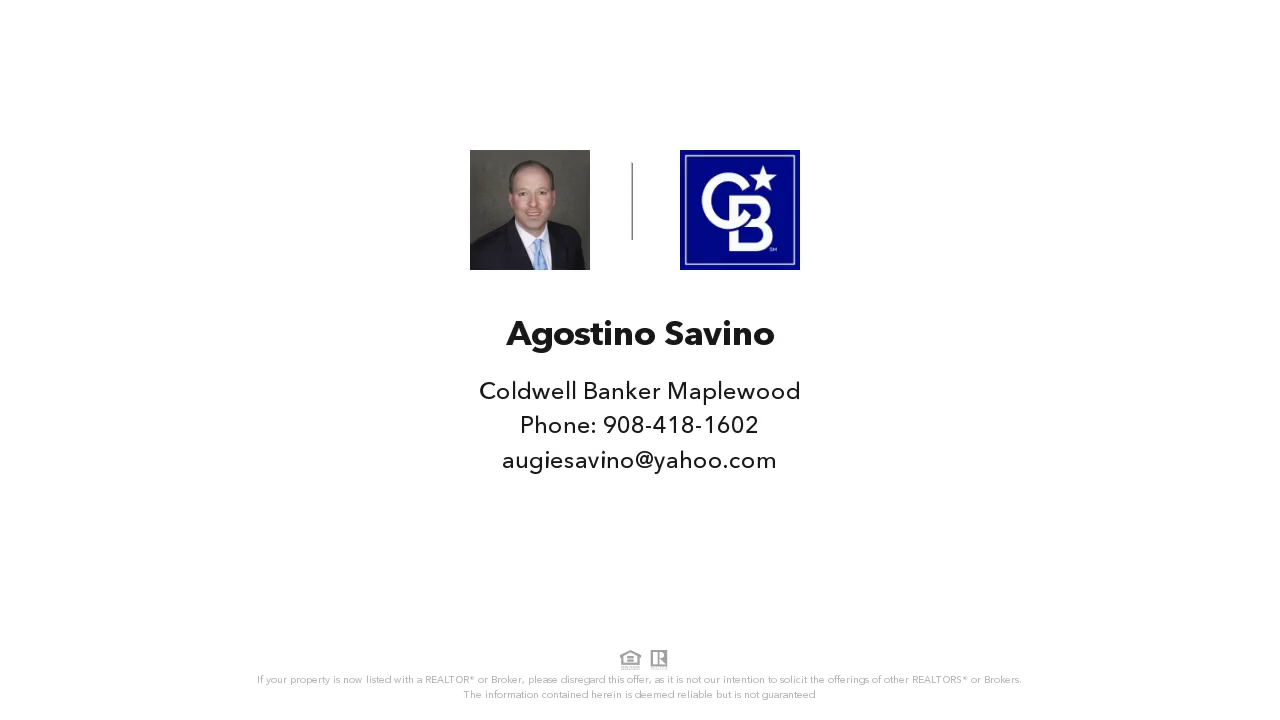 CB
SM
Agostino Savino
Coldwell Banker Maplewood
Phone: 908-418-1602
augiesavino@yahoo.com
If your property is now listed with a REALTOR® or Broker, please disregard this offer, as it is not our intention to solicit the offerings of other REALTORS® or Brokers.
The information contained herein is deemed reliable but is not guaranteed